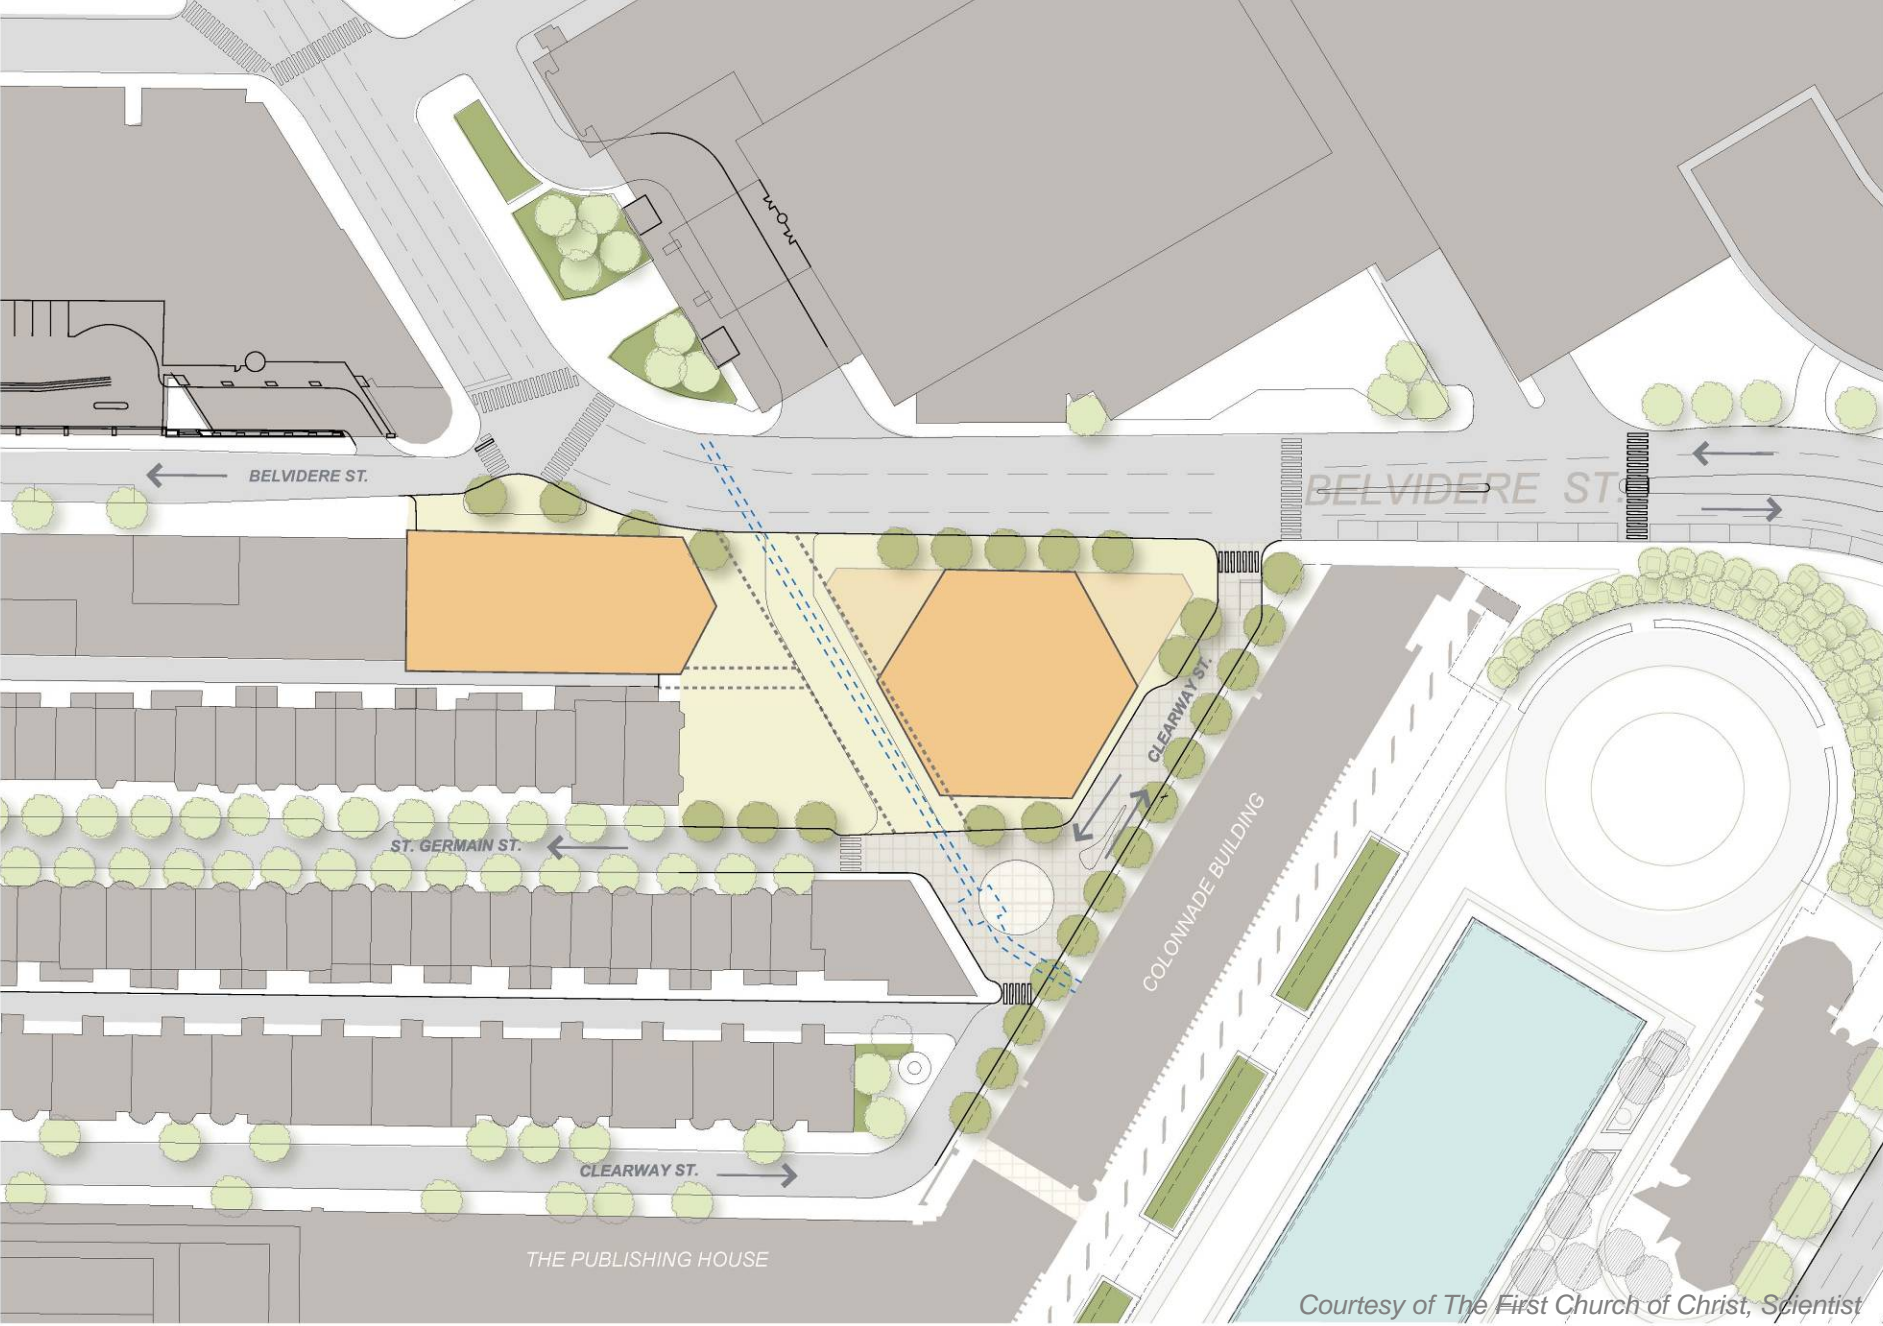 BELVIDERE ST.
BELVIDERE ST.
CLEARWAY ST.
ST. GERMAIN ST.
COLONNADE BUILDING
CLEARWAY ST.
THE PUBLISHING HOUSE
Courtesy of The First Church of Christ, Scientist